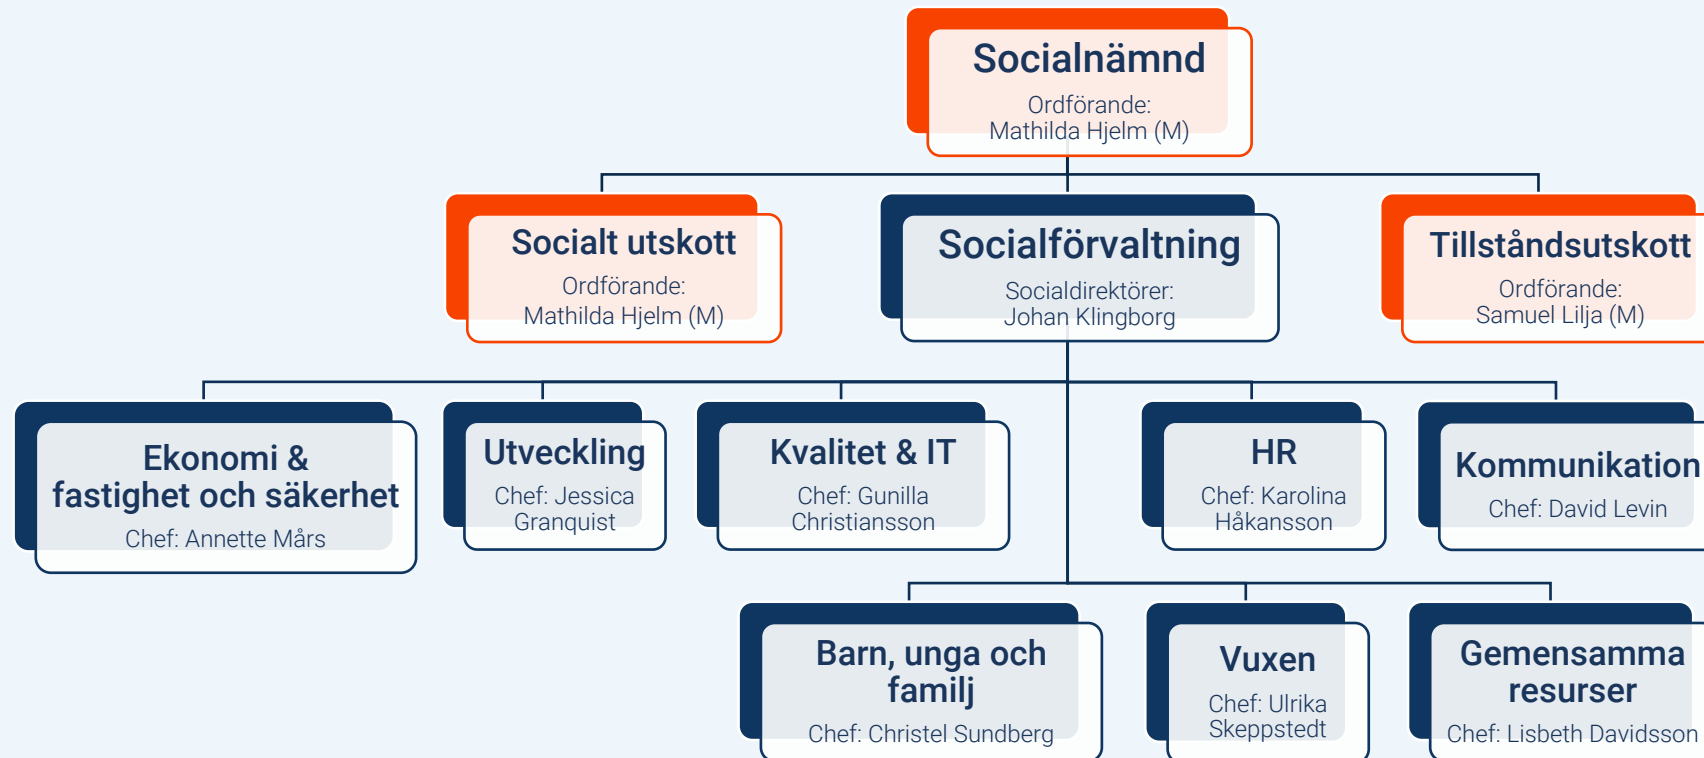 Socialnämnd
Ordförande:
Mathilda Hjelm (M)
Socialt utskott
Ordförande:
Mathilda Hjelm (M)
Socialförvaltning
Socialdirektörer:
Johan Klingborg
Tillståndsutskott
Ordförande:
Samuel Lilja (M)
Ekonomi &
fastighet och säkerhet
Chef: Annette Mårs
Utveckling
Chef: Jessica
Granquist
Kvalitet & IT
Chef: Gunilla
Christiansson
HR
Chef: Karolina
Håkansson
Kommunikation
Chef: David Levin
Barn, unga och
familj
Chef: Christel Sundberg
Vuxen
Chef: Ulrika
Skeppstedt
Gemensamma
resurser
Chef: Lisbeth Davidsson